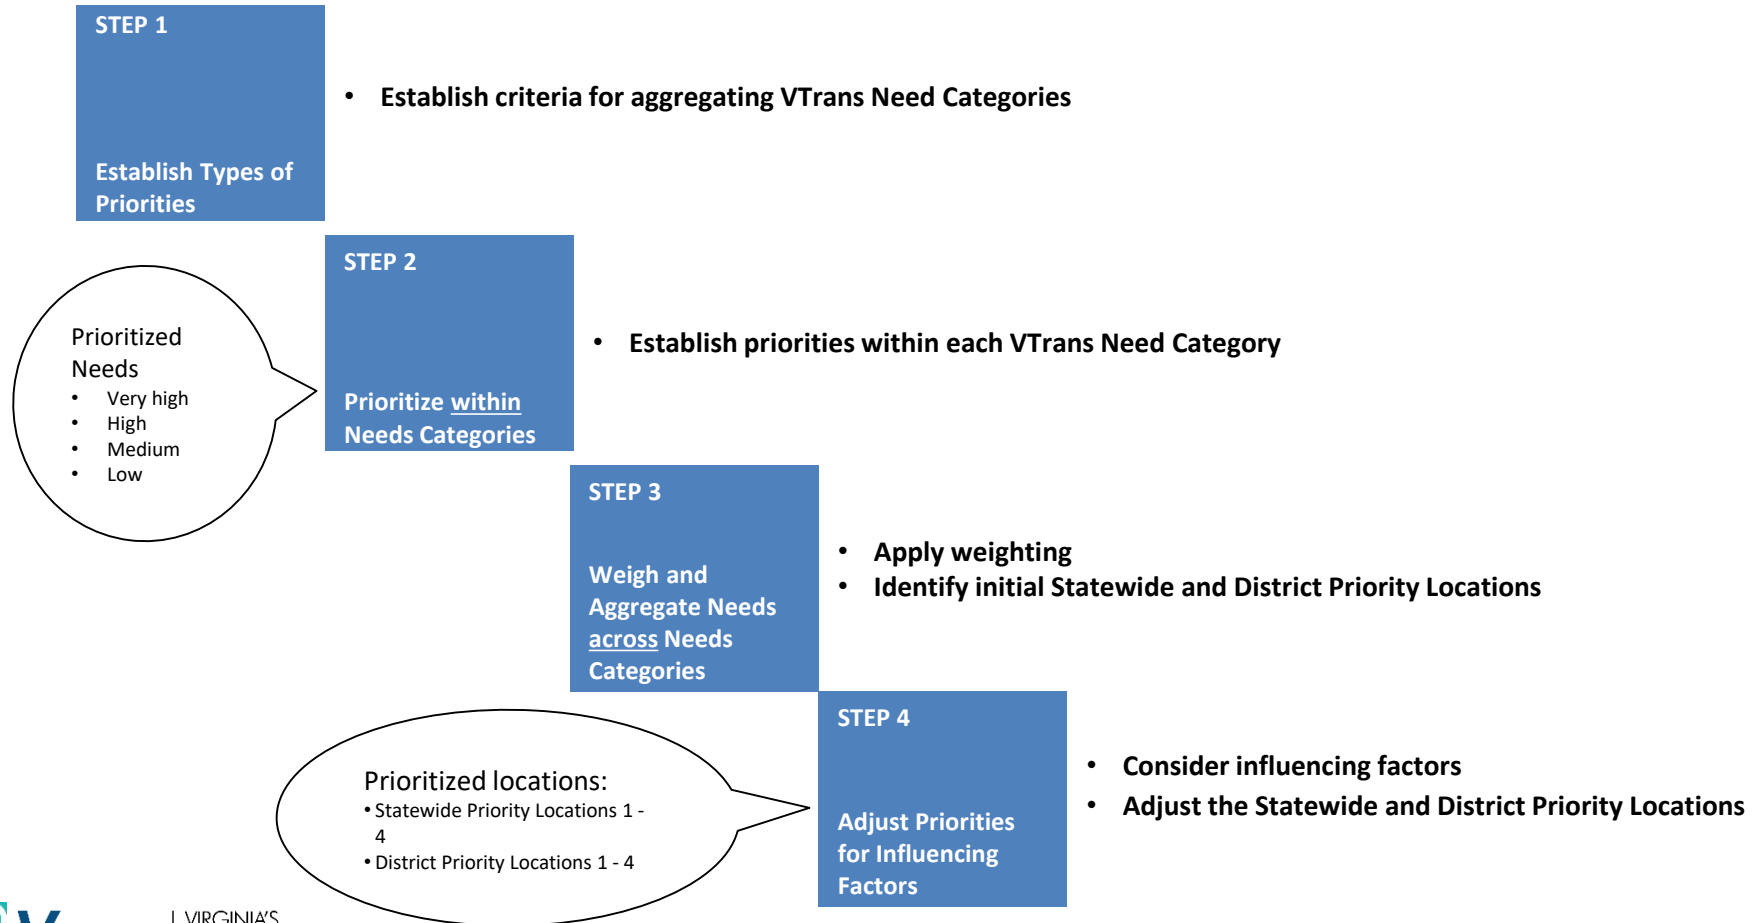 STEP 1
Establish Types of
Priorities
• Establish criteria for aggregating VTrans Need Categories
STEP 2
Prioritize within
Needs Categories
• Establish priorities within each VTrans Need Category
Prioritized
Needs
• Very high
• High
• Medium
• Low
STEP 3
Weigh and
Aggregate Needs
across Needs
Categories
• Apply weighting
• Identify initial Statewide and District Priority Locations
STEP 4
Adjust Priorities
for Influencing
Factors
• Consider influencing factors
• Adjust the Statewide and District Priority Locations
Prioritized locations:
• Statewide Priority Locations 1 -
4
• District Priority Locations 1 - 4
VIRGINIA'S